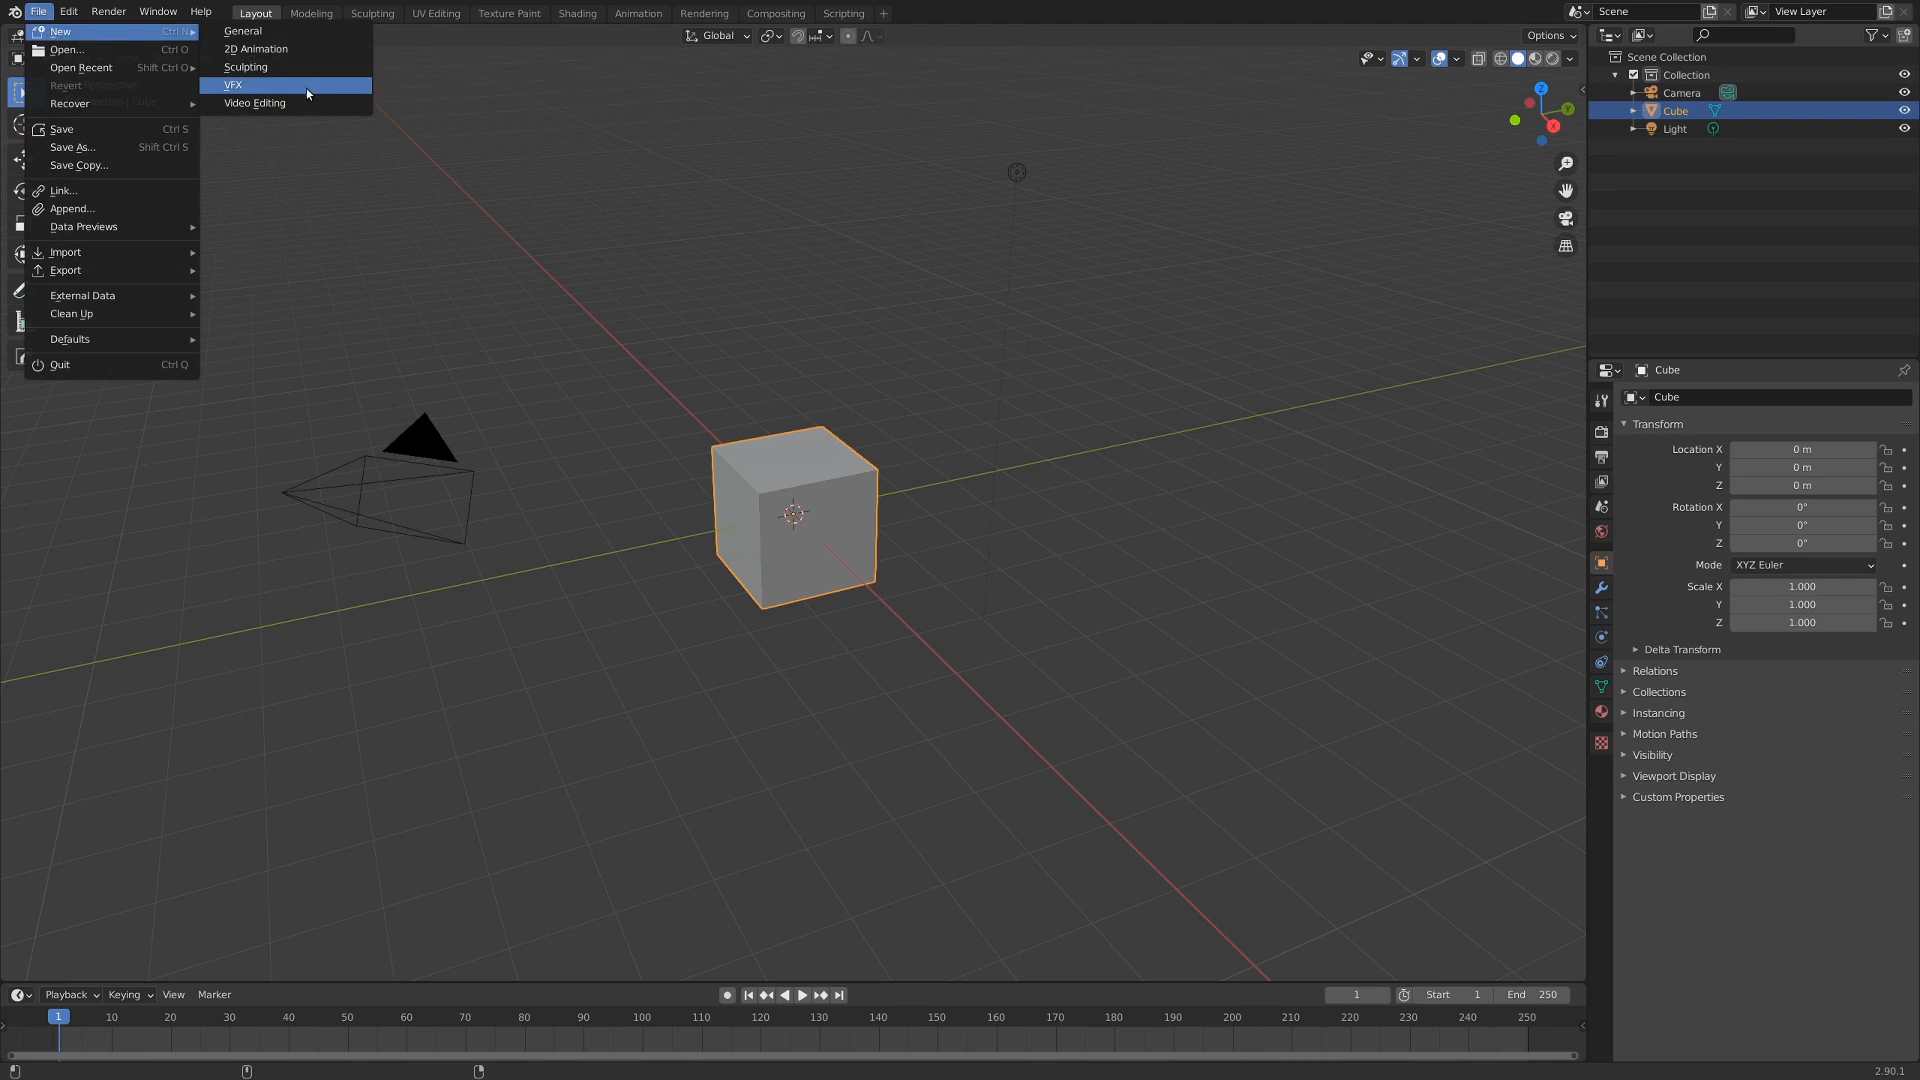 File Edit Render Window Help
Layout Modeling Sculpting UV Editing Texture Paint Shading Animation Rendering Compositing Scripting
Scene
View Layer
New Ctrl N
Open... Ctrl O
Open Recent Shift Ctrl O
Revert
Recover
Save Ctrl S
Save As... Shift Ctrl S
Save Copy...
Link...
Append...
Data Previews
Import
Export
External Data
Clean Up
Defaults
Quit Ctrl Q
General
2D Animation
Sculpting
VFX
Video Editing
Global
Options
Z
Y
X
Scene Collection
Collection
Camera
Cube
Light
Cube
Cube
Transform
Location X 0 m
Y 0 m
Z 0 m
Rotation X 0°
Y 0°
Z 0°
Mode XYZ Euler
Scale X 1.000
Y 1.000
Z 1.000
Delta Transform
Relations
Collections
Instancing
Motion Paths
Visibility
Viewport Display
Custom Properties
Playback Keying View Marker
1 Start 1 End 250
1 10 20 30 40 50 60 70 80 90 100 110 120 130 140 150 160 170 180 190 200 210 220 230 240 250
2.90.1